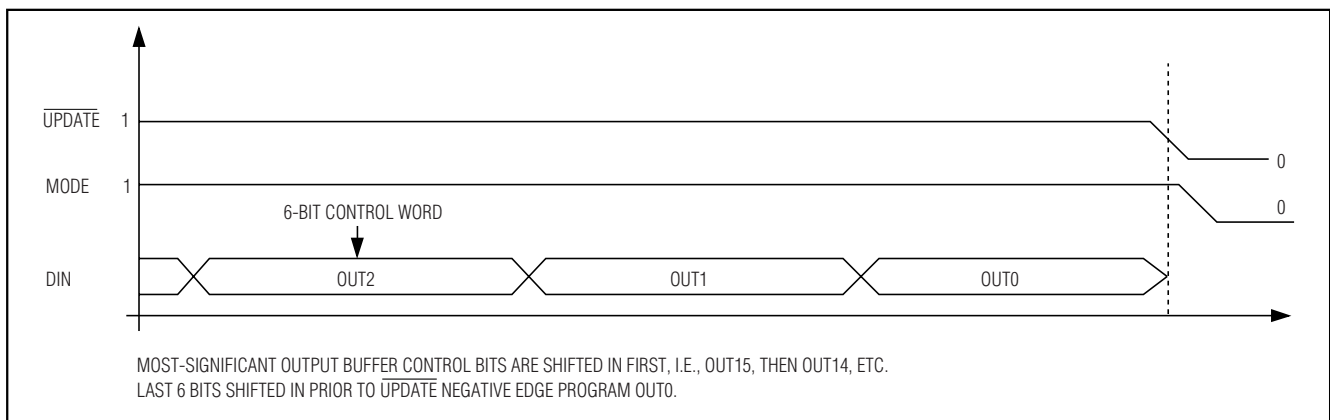 UPDATE 1
0
MODE 1
0
6-BIT CONTROL WORD
DIN OUT2 OUT1 OUT0
MOST-SIGNIFICANT OUTPUT BUFFER CONTROL BITS ARE SHIFTED IN FIRST, I.E., OUT15, THEN OUT14, ETC.
LAST 6 BITS SHIFTED IN PRIOR TO UPDATE NEGATIVE EDGE PROGRAM OUT0.